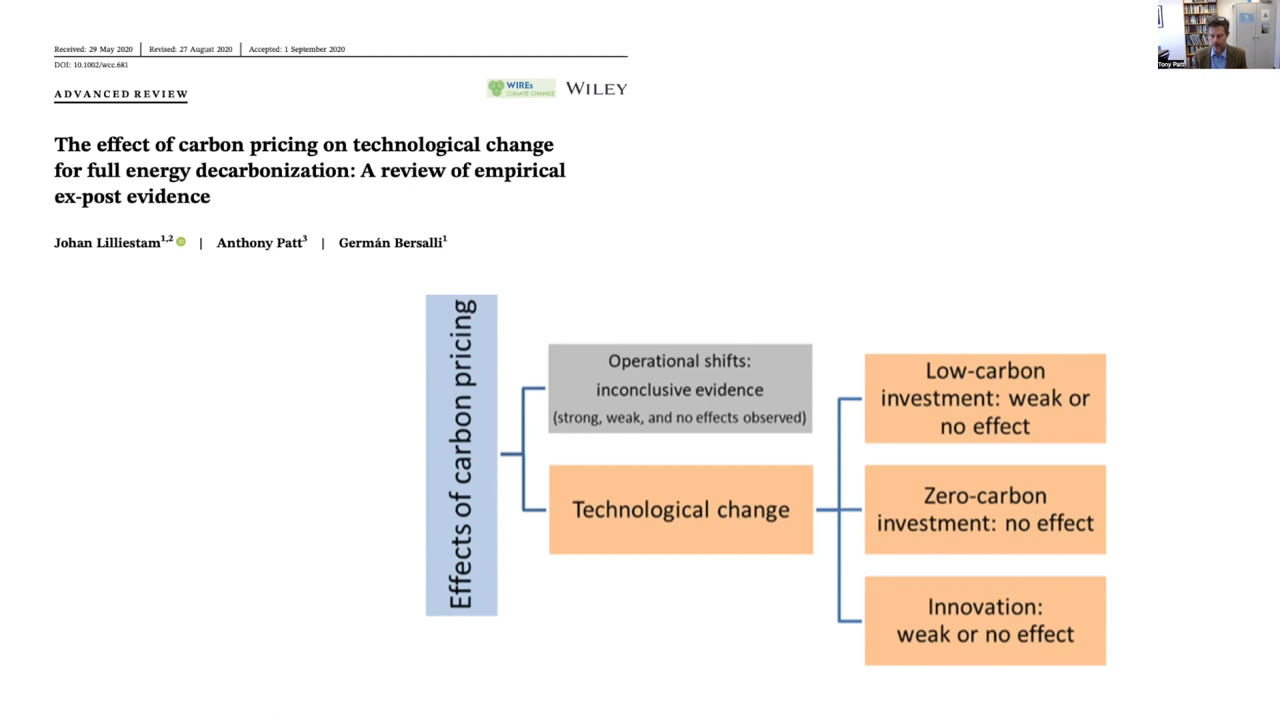 Received: 29 May 2020 | Revised: 27 August 2020 | Accepted: 1 September 2020
DOI: 10.1002/wcc.681
ADVANCED REVIEW
WIREs
CLIMATE CHANGE
WILEY
The effect of carbon pricing on technological change
for full energy decarbonization: A review of empirical
ex-post evidence
Johan Lilliestam1,2 | Anthony Patt3 | Germán Bersalli1
Effects of carbon pricing
Operational shifts:
inconclusive evidence
(strong, weak, and no effects observed)
Technological change
Low-carbon
investment: weak or
no effect
Zero-carbon
investment: no effect
Innovation:
weak or no effect
Tony Patt